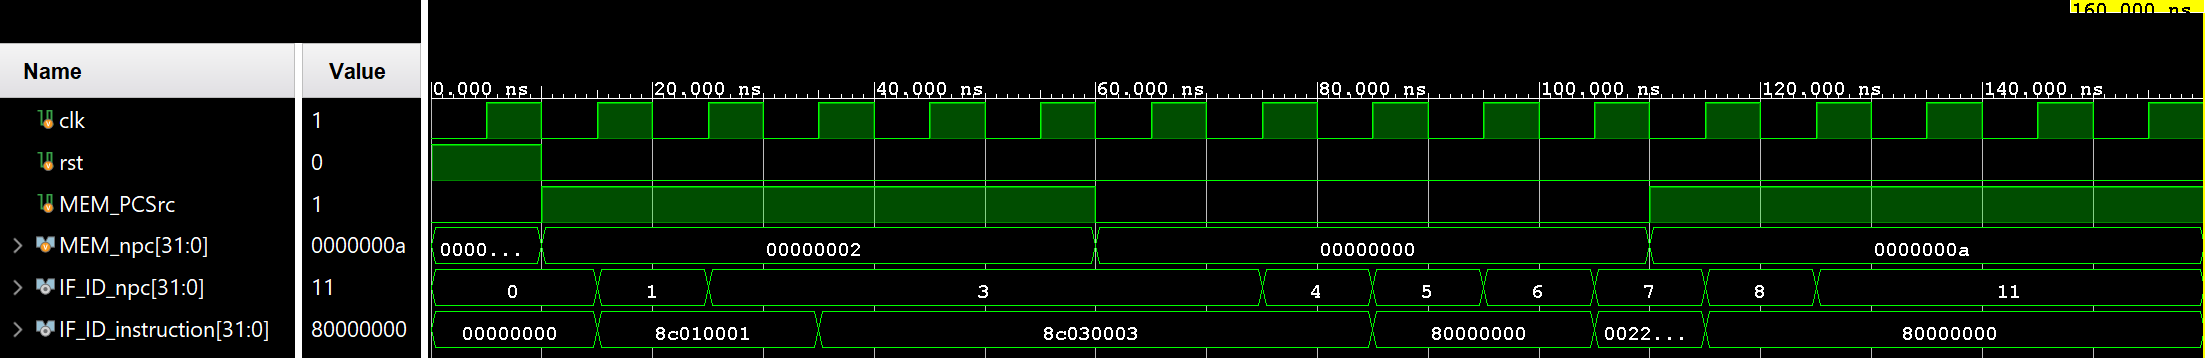 160.000 ns
Name Value
0.000 ns 20.000 ns 40.000 ns 60.000 ns 80.000 ns 100.000 ns 120.000 ns 140.000 ns
clk 1
rst 0
MEM_PCSrc 1
MEM_npc[31:0] 0000000a 0000... 00000002 00000000 0000000a
IF_ID_npc[31:0] 11 0 1 3 4 5 6 7 8 11
IF_ID_instruction[31:0] 80000000 00000000 8c010001 8c030003 80000000 0022... 80000000